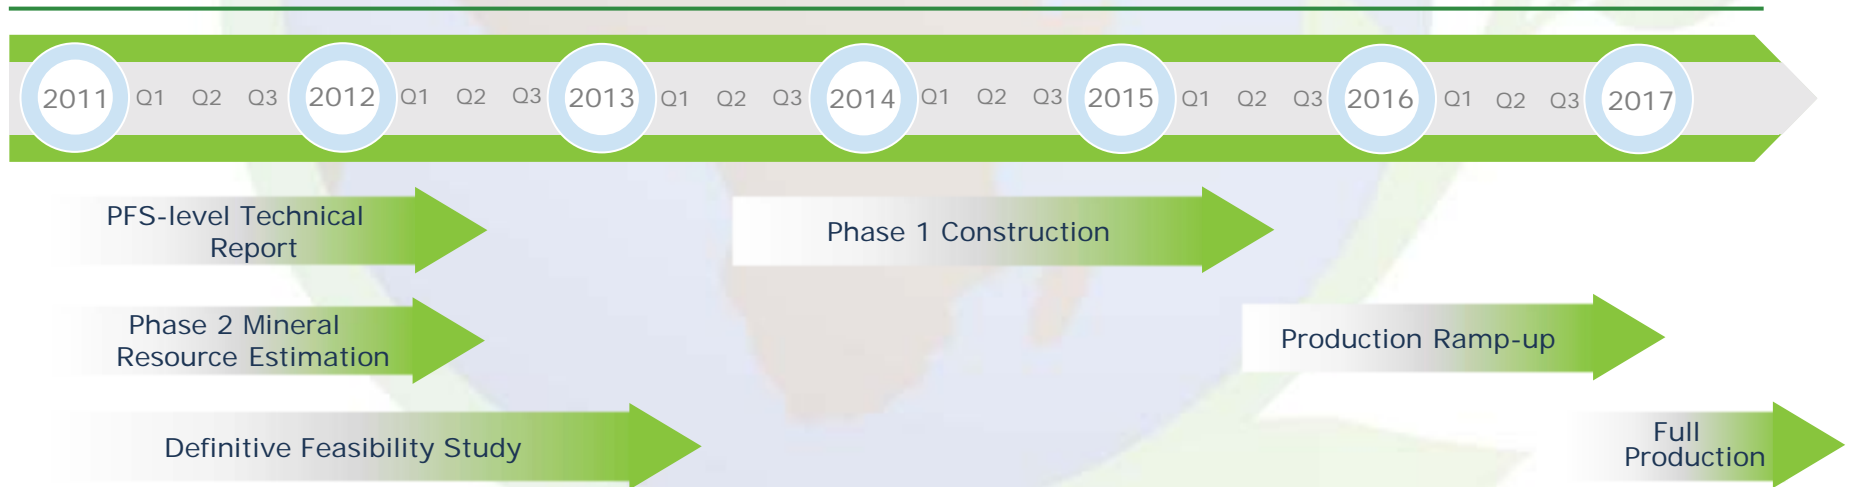 2011 Q1 Q2 Q3 2012 Q1 Q2 Q3 2013 Q1 Q2 Q3 2014 Q1 Q2 Q3 2015 Q1 Q2 Q3 2016 Q1 Q2 Q3 2017
PFS-level Technical
Report
Phase 1 Construction
Phase 2 Mineral
Resource Estimation
Production Ramp-up
Definitive Feasibility Study
Full
Production